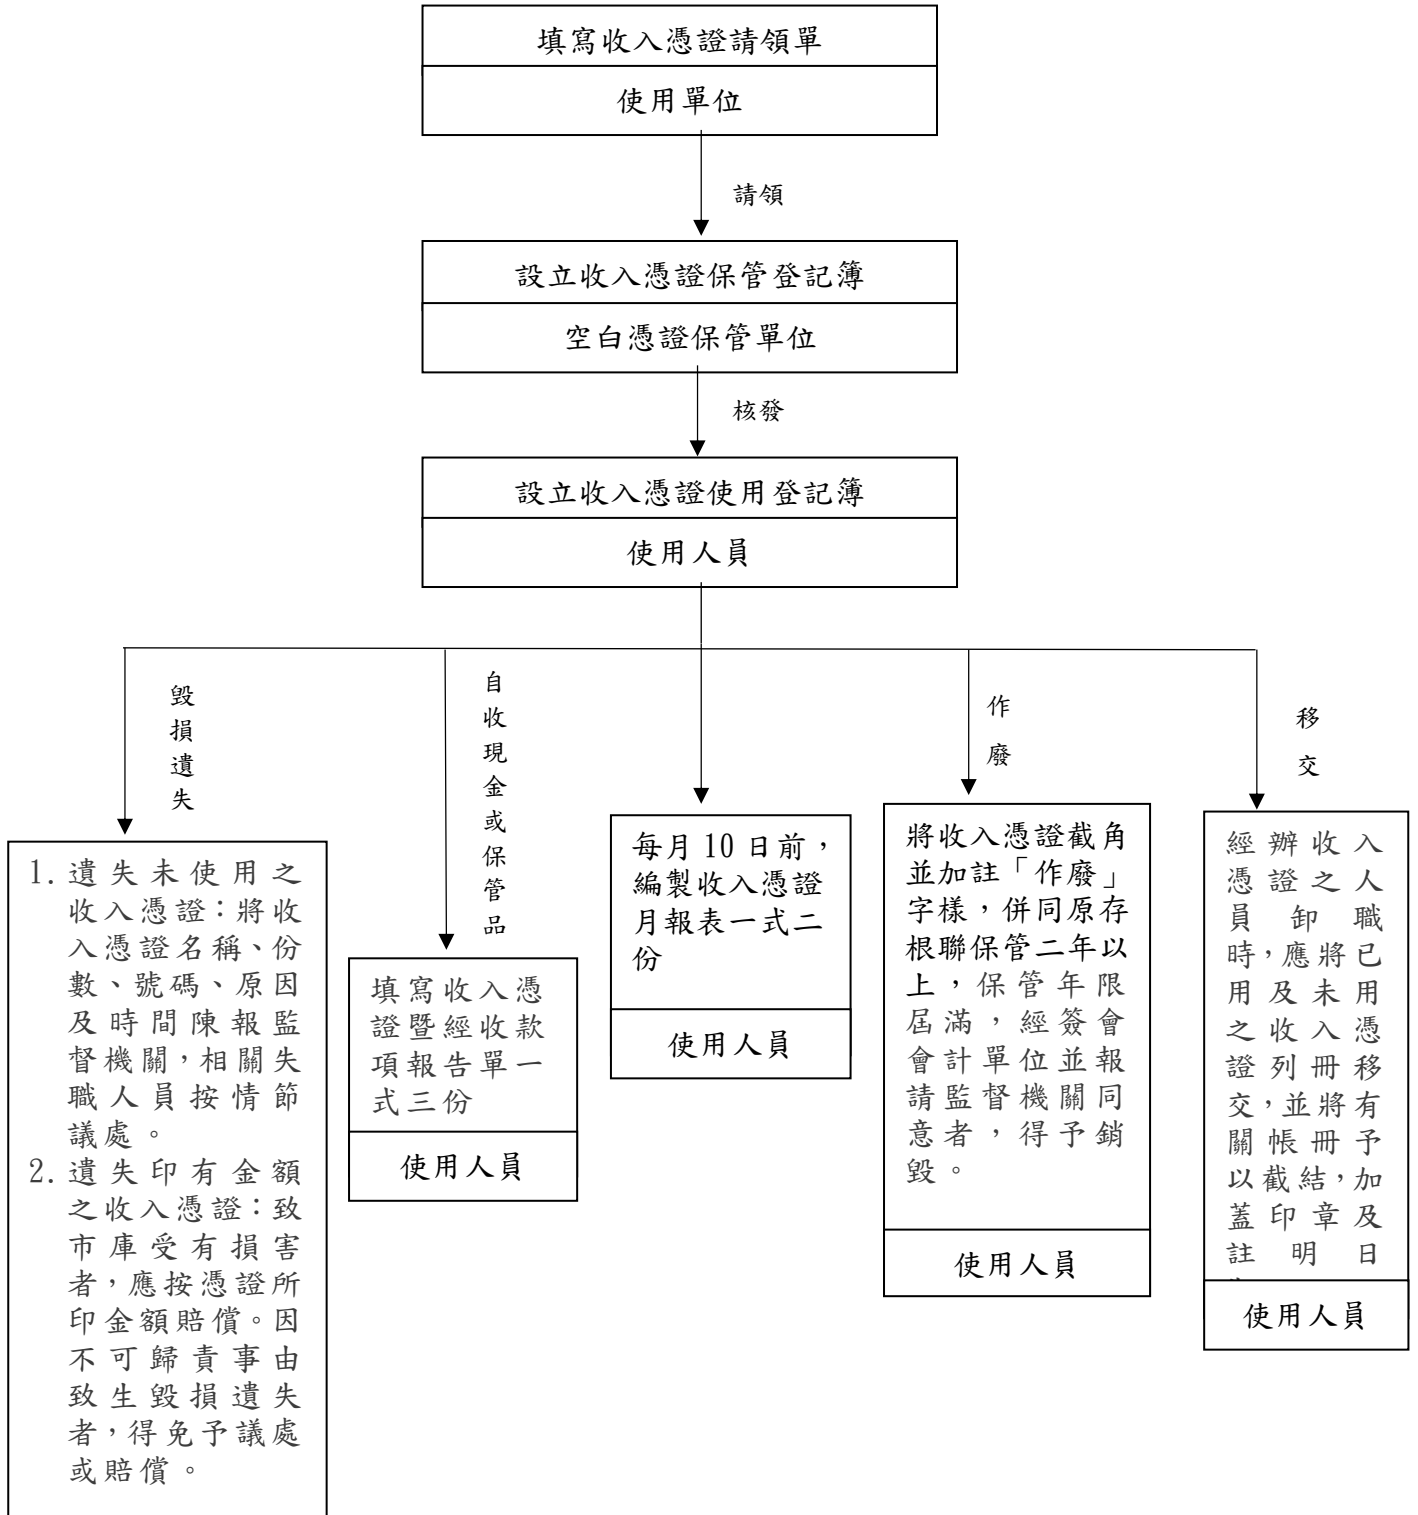 填寫收入憑證請領單
使用單位
請領
設立收入憑證保管登記簿
空白憑證保管單位
核發
設立收入憑證使用登記簿
使用人員
毀
損
遺
失
1. 遺失未使用之
收入憑證：將收
入憑證名稱、份
數、號碼、原因
及時間陳報監
督機關，相關失
職人員按情節
議處。
2. 遺失印有金額
之收入憑證：致
市庫受有損害
者，應按憑證所
印金額賠償。因
不可歸責事由
致生毀損遺失
者，得免予議處
或賠償。
自
收
現
金
或
保
管
品
填寫收入憑
證暨經收款
項報告單一
式三份
使用人員
每月 10 日前，
編製收入憑證
月報表一式二
份
使用人員
作
廢
將收入憑證截角
並加註「作廢」
字樣，併同原存
根聯保管二年以
上，保管年限
屆滿，經簽會
會計單位並報
請監督機關同
意者，得予銷
毀。
使用人員
移
交
經辦收入
憑證之人
員卸職
時，應將已
用及未用
之收入憑
證列冊移
交，並將有
關帳冊予
以截結，加
蓋印章及
註明日
使用人員